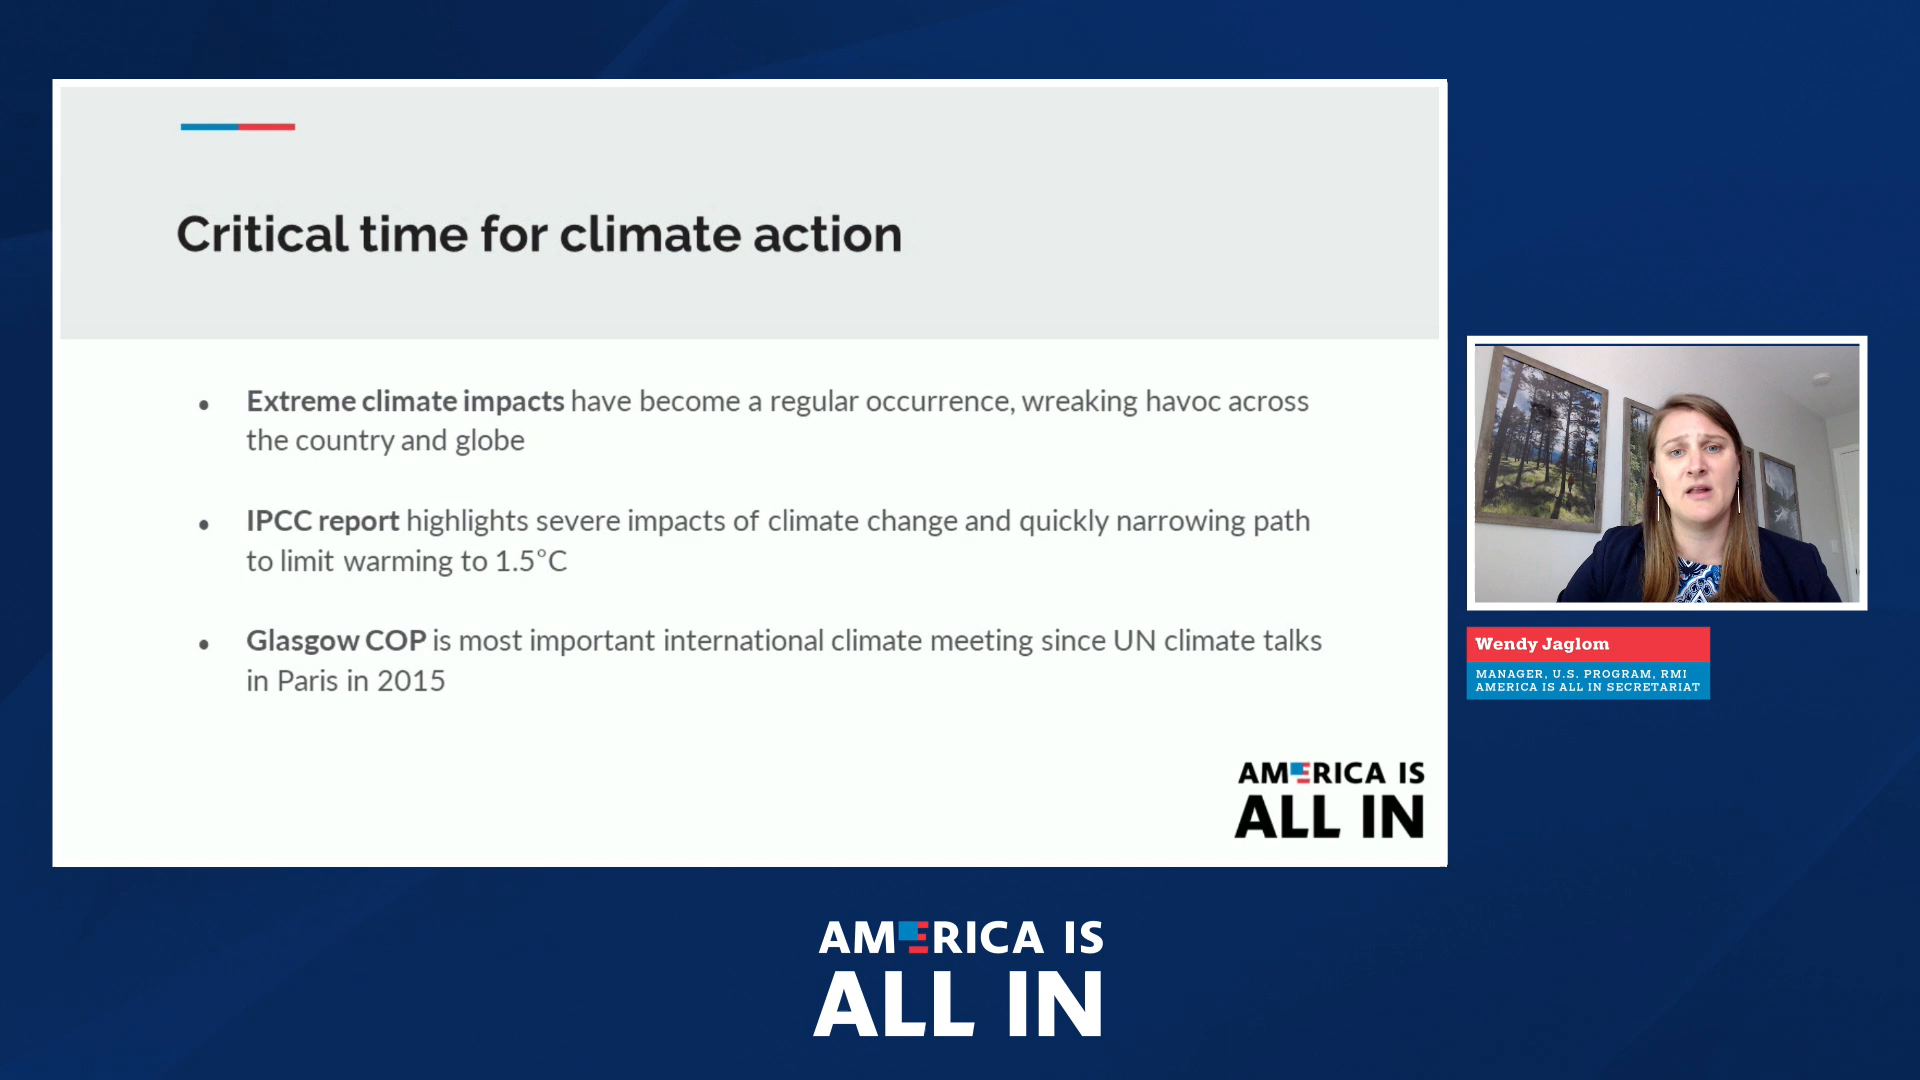 Critical time for climate action
● Extreme climate impacts have become a regular occurrence, wreaking havoc across
the country and globe
● IPCC report highlights severe impacts of climate change and quickly narrowing path
to limit warming to 1.5°C
● Glasgow COP is most important international climate meeting since UN climate talks
in Paris in 2015
AMERICA IS
ALL IN
Wendy Jaglom
MANAGER, U.S. PROGRAM, RMI
AMERICA IS ALL IN SECRETARIAT
AMERICA IS
ALL IN